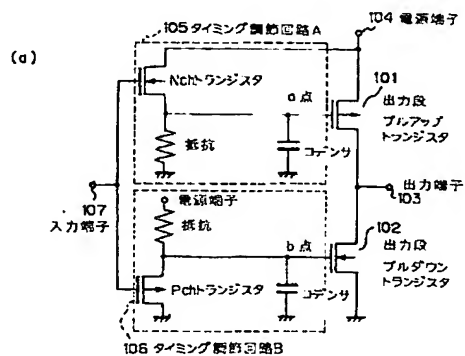 105 タイミング調節回路A
104 電源端子
(a)
Nchトランジスタ
101
a点
出力段
プルアップ
トランジスタ
抵抗
コデンサ
出力端子
103
107
入力端子
電源端子
抵抗
102
b点
出力段
プルダウン
トランジスタ
Pchトランジスタ
コデンサ
106 タイミング調節回路B